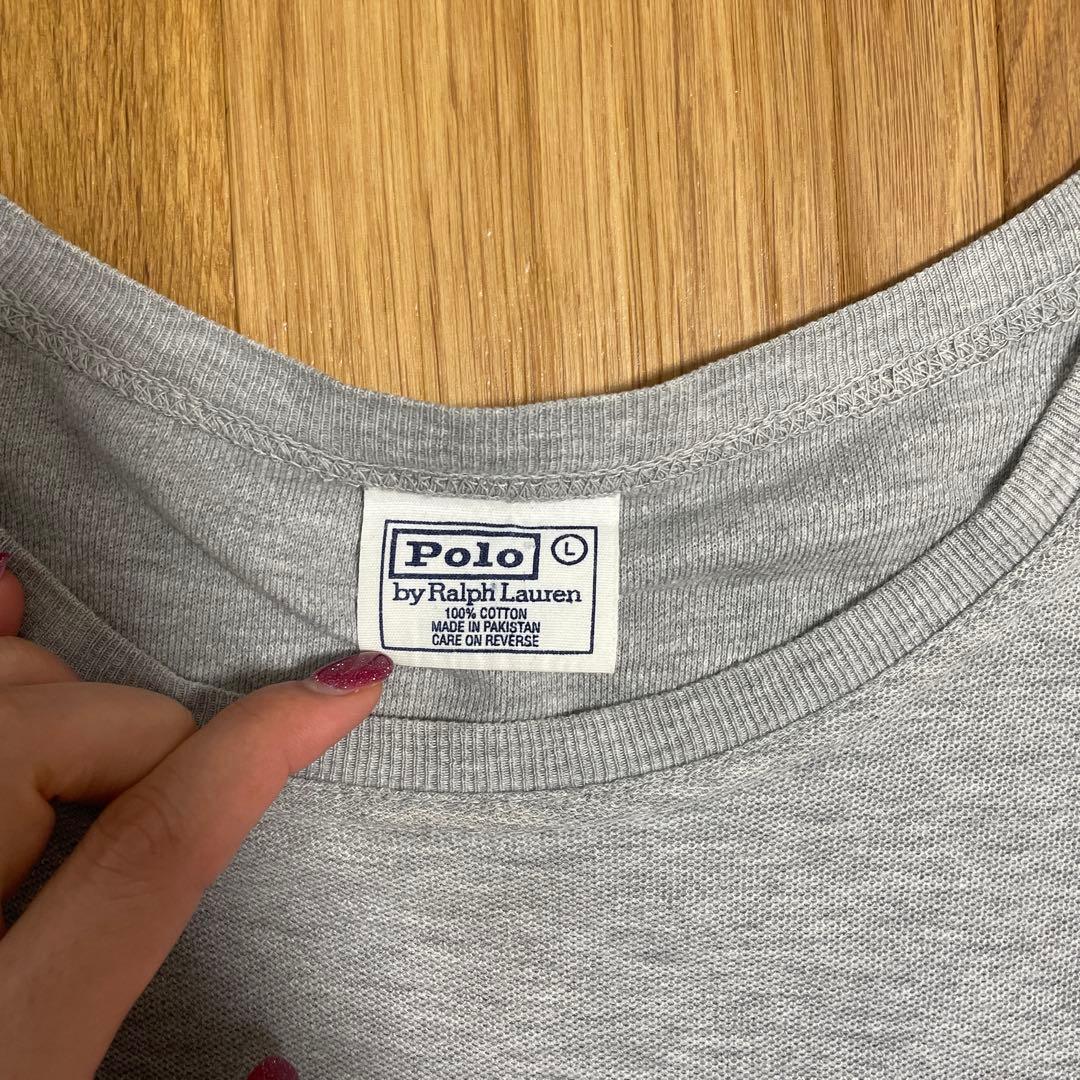 Polo L
by Ralph Lauren
100% COTTON
MADE IN PAKISTAN
CARE ON REVERSE